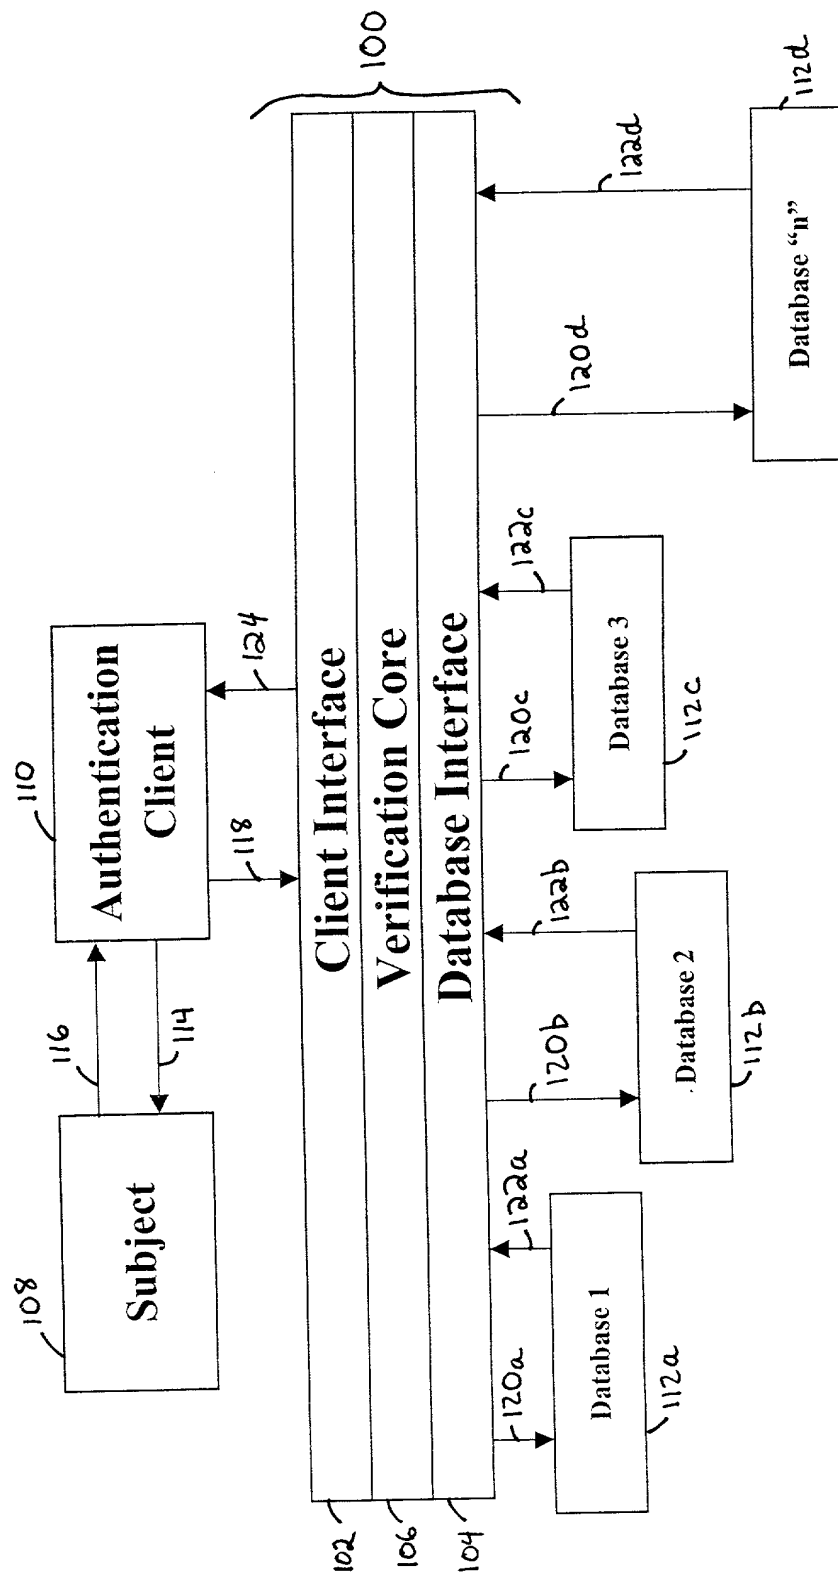 108
Subject
116
114
110
Authentication
Client
118
124
100
102
Client Interface
106
Verification Core
104
Database Interface
120a
122a
Database 1
112a
120b
122b
Database 2
112b
120c
122c
Database 3
112c
120d
122d
Database “n”
112d